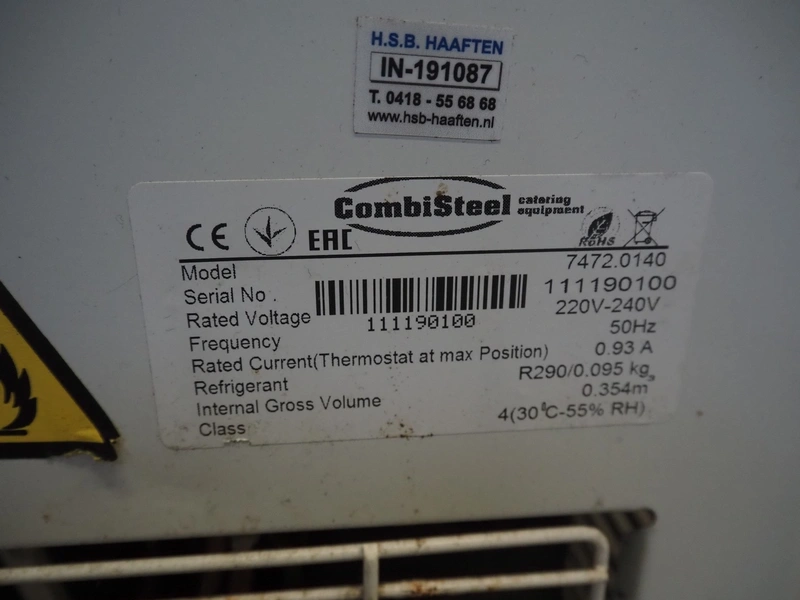 H.S.B. HAAFTEN
IN-191087
T. 0418 - 55 68 68
www.hsb-haaften.nl
CombiSteel catering equipment
CE EAC RoHS
Model 7472.0140
Serial No . 111190100
111190100
Rated Voltage 220V-240V
Frequency 50Hz
Rated Current(Thermostat at max Position) 0.93 A
Refrigerant R290/0.095 kg
Internal Gross Volume 0.354m³
Class 4(30℃-55% RH)